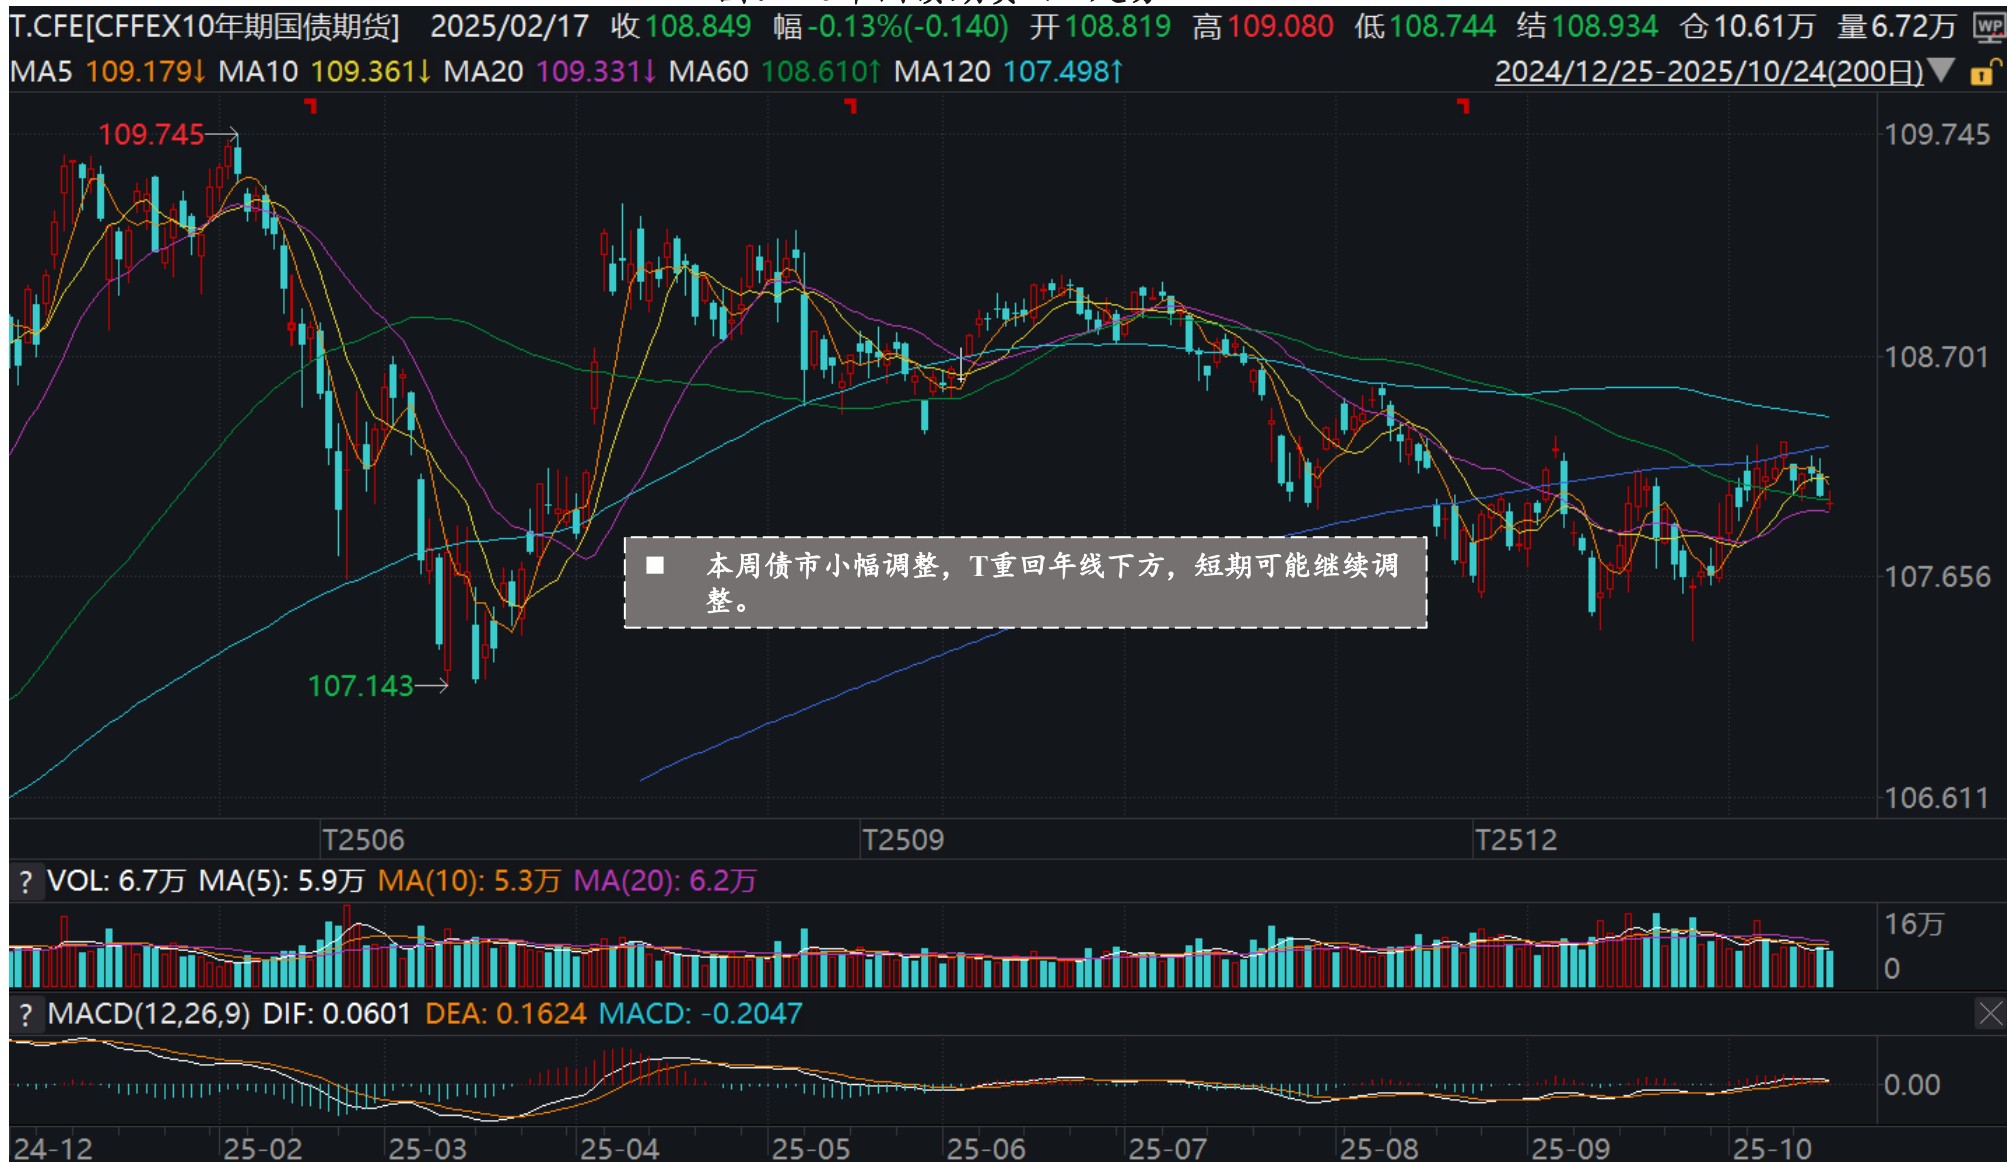 T.CFE[CFFEX10年期国债期货] 2025/02/17 收108.849 幅-0.13%(-0.140) 开108.819 高109.080 低108.744 结108.934 仓10.61万 量6.72万 WP
MA5 109.179↓ MA10 109.361↓ MA20 109.331↓ MA60 108.610↑ MA120 107.498↑ 2024/12/25-2025/10/24(200日)▼
109.745
109.745
108.701
■ 本周债市小幅调整，T重回年线下方，短期可能继续调
整。
107.656
107.143
106.611
T2506 T2509 T2512
? VOL: 6.7万 MA(5): 5.9万 MA(10): 5.3万 MA(20): 6.2万
16万
0
? MACD(12,26,9) DIF: 0.0601 DEA: 0.1624 MACD: -0.2047
0.00
24-12 25-02 25-03 25-04 25-05 25-06 25-07 25-08 25-09 25-10